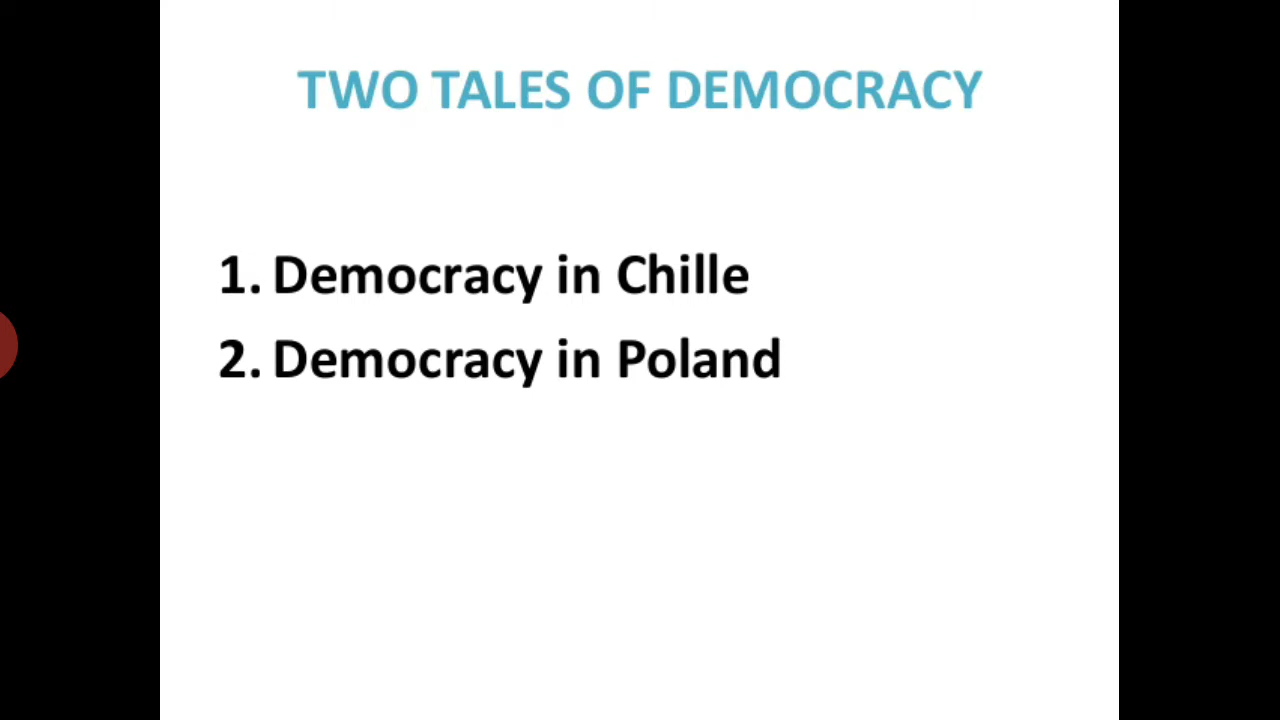 TWO TALES OF DEMOCRACY
1. Democracy in Chille
2. Democracy in Poland